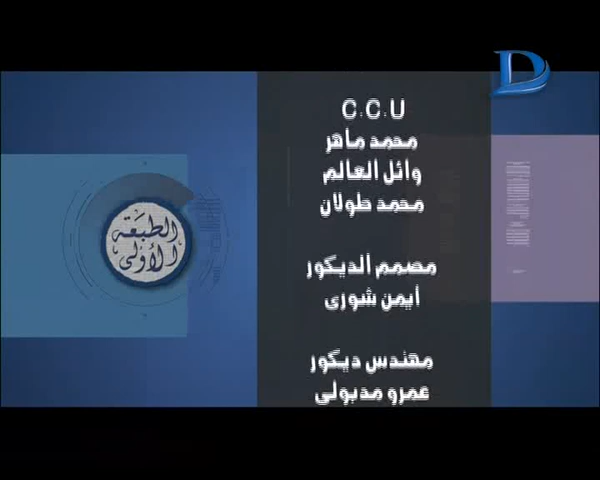 D
C.C.U
محمد ماهر
وائل العالم
محمد طولان
مصمم الديكور
أيمن شورى
مهندس ديكور
عمرو مدبولى
الطبعة
الأولى